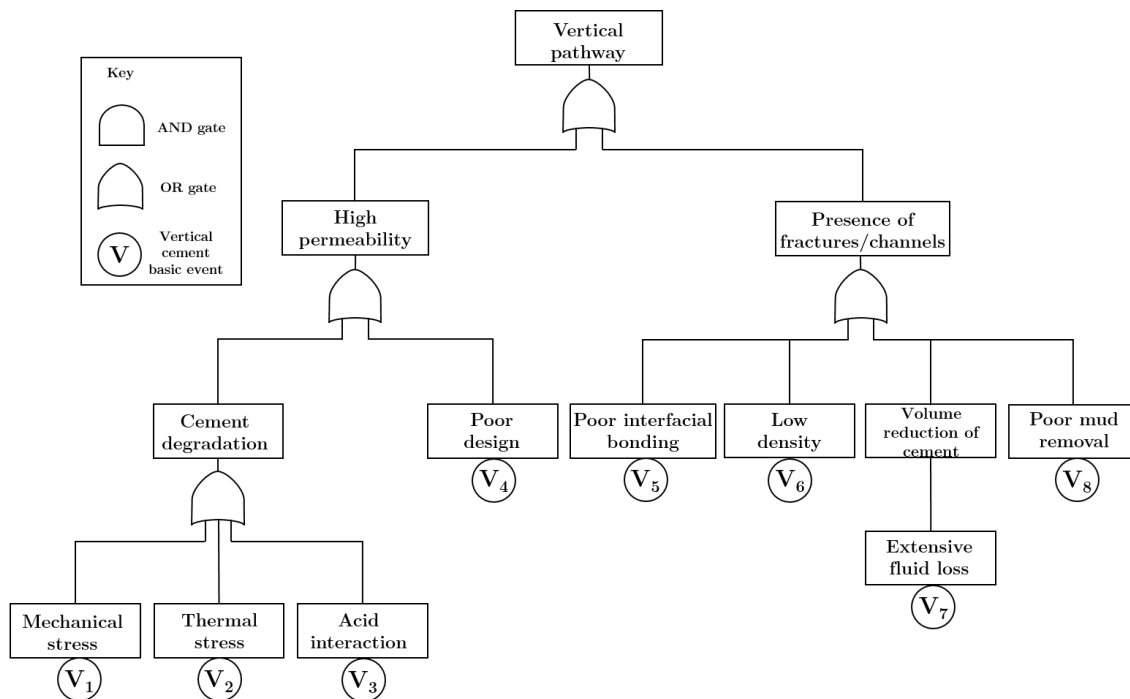 Vertical
pathway
Key
AND gate
OR gate
V
Vertical
cement
basic event
High
permeability
Presence of
fractures/channels
Cement
degradation
Poor
design
V4
Poor interfacial
bonding
V5
Low
density
V6
Volume
reduction of
cement
Poor mud
removal
V8
Extensive
fluid loss
V7
Mechanical
stress
V1
Thermal
stress
V2
Acid
interaction
V3